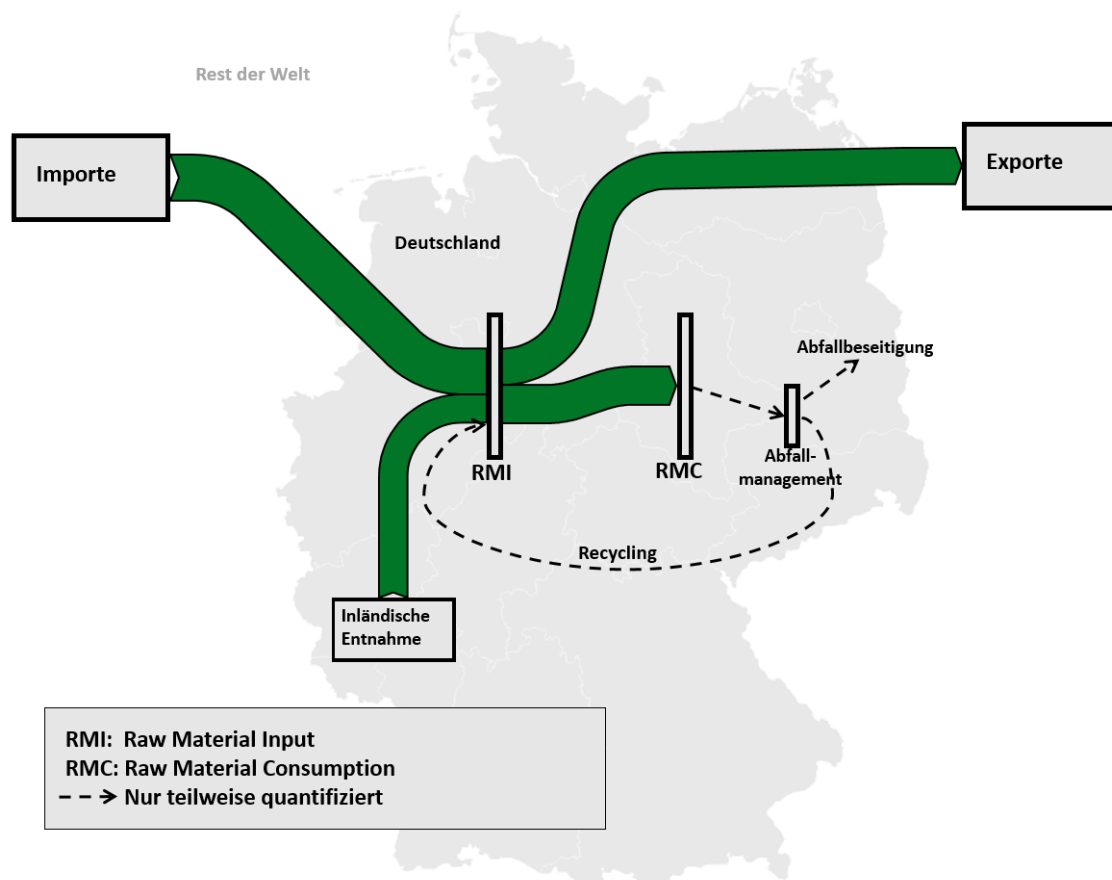 Rest der Welt
Importe
Exporte
Deutschland
Abfallbeseitigung
RMI
RMC
Abfall-
management
Recycling
Inländische
Entnahme
RMI: Raw Material Input
RMC: Raw Material Consumption
Nur teilweise quantifiziert